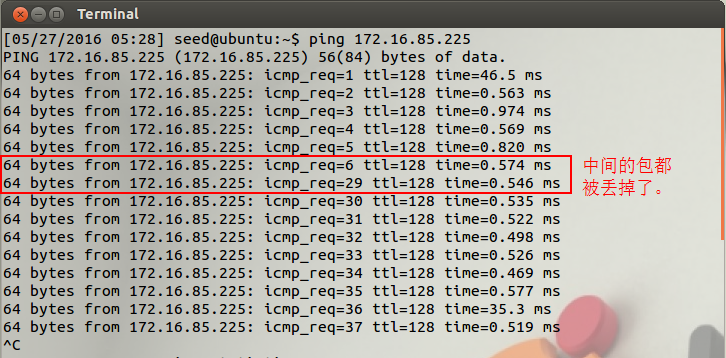 Terminal
[05/27/2016 05:28] seed@ubuntu:~$ ping 172.16.85.225
PING 172.16.85.225 (172.16.85.225) 56(84) bytes of data.
64 bytes from 172.16.85.225: icmp_req=1 ttl=128 time=46.5 ms
64 bytes from 172.16.85.225: icmp_req=2 ttl=128 time=0.563 ms
64 bytes from 172.16.85.225: icmp_req=3 ttl=128 time=0.974 ms
64 bytes from 172.16.85.225: icmp_req=4 ttl=128 time=0.569 ms
64 bytes from 172.16.85.225: icmp_req=5 ttl=128 time=0.820 ms
64 bytes from 172.16.85.225: icmp_req=6 ttl=128 time=0.574 ms
64 bytes from 172.16.85.225: icmp_req=29 ttl=128 time=0.546 ms
中间的包都
被丢掉了。
64 bytes from 172.16.85.225: icmp_req=30 ttl=128 time=0.535 ms
64 bytes from 172.16.85.225: icmp_req=31 ttl=128 time=0.522 ms
64 bytes from 172.16.85.225: icmp_req=32 ttl=128 time=0.498 ms
64 bytes from 172.16.85.225: icmp_req=33 ttl=128 time=0.526 ms
64 bytes from 172.16.85.225: icmp_req=34 ttl=128 time=0.469 ms
64 bytes from 172.16.85.225: icmp_req=35 ttl=128 time=0.577 ms
64 bytes from 172.16.85.225: icmp_req=36 ttl=128 time=35.3 ms
64 bytes from 172.16.85.225: icmp_req=37 ttl=128 time=0.519 ms
^C